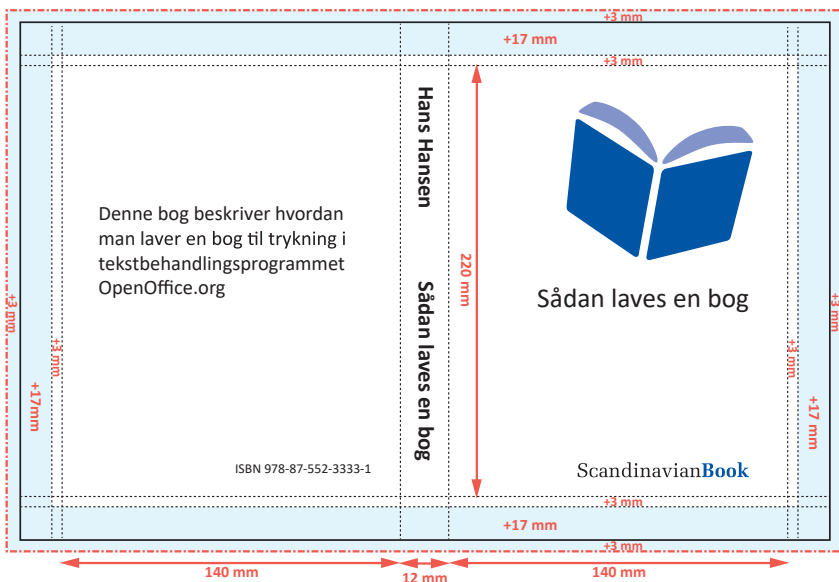 +3 mm
+17 mm
+3 mm
Denne bog beskriver hvordan
man laver en bog til trykning i
tekstbehandlingsprogrammet
OpenOffice.org
ISBN 978-87-552-3333-1
Hans Hansen
Sådan laves en bog
220 mm
Sådan laves en bog
ScandinavianBook
+3 mm
+3 mm
+17mm
+3 mm
+3 mm
+17 mm
+3 mm
+17 mm
+3 mm
140 mm
12 mm
140 mm